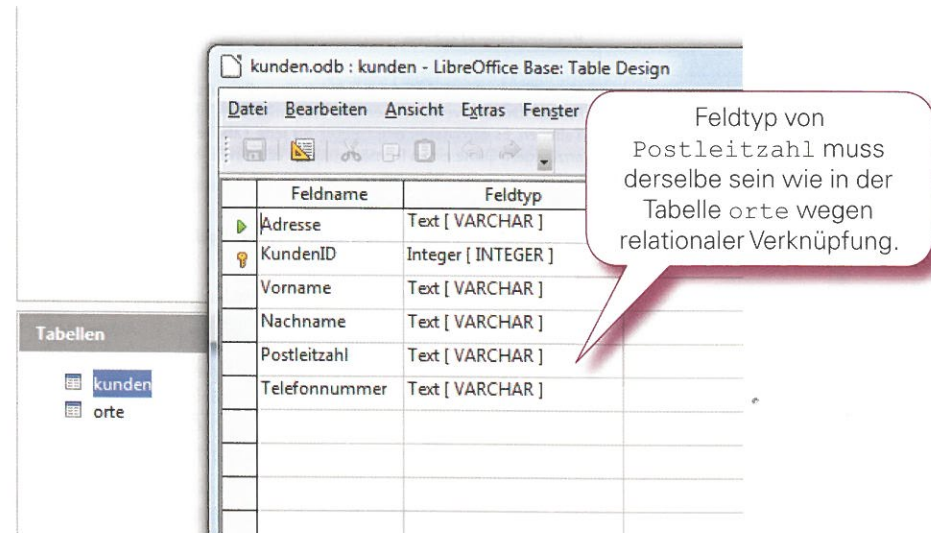 kunden.odb : kunden - LibreOffice Base: Table Design
Datei Bearbeiten Ansicht Extras Fenster
Feldname Feldtyp
Adresse Text [ VARCHAR ]
KundenID Integer [ INTEGER ]
Vorname Text [ VARCHAR ]
Nachname Text [ VARCHAR ]
Postleitzahl Text [ VARCHAR ]
Telefonnummer Text [ VARCHAR ]
Feldtyp von
Postleitzahl muss
derselbe sein wie in der
Tabelle orte wegen
relationaler Verknüpfung.
Tabellen
kunden
orte